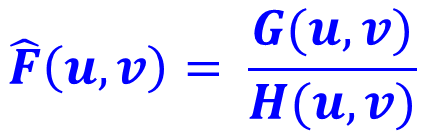 F̂(u, v) = G(u, v) / H(u, v)